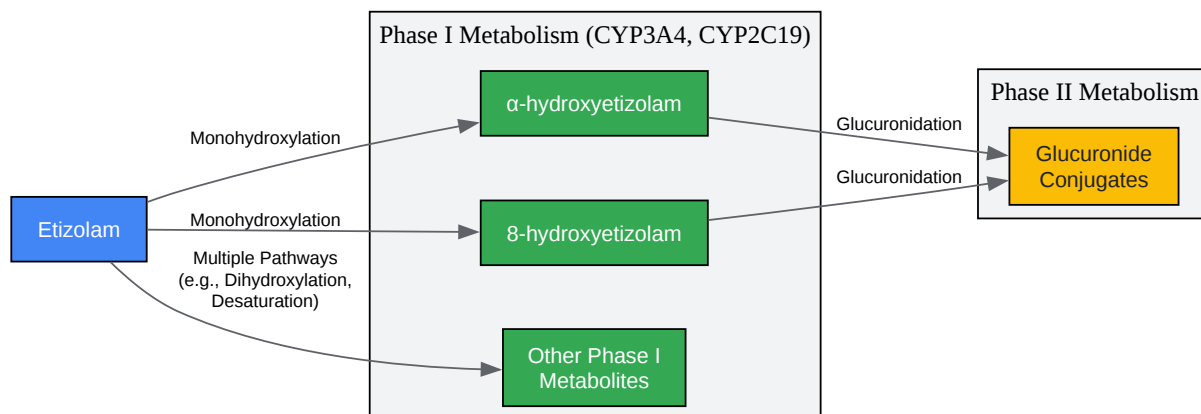 Phase I Metabolism (CYP3A4, CYP2C19)
α-hydroxyetizolam
Phase II Metabolism
Monohydroxylation
Glucuronidation
Glucuronide
Conjugates
Glucuronidation
Etizolam
Monohydroxylation
8-hydroxyetizolam
Multiple Pathways
(e.g., Dihydroxylation,
Desaturation)
Other Phase I
Metabolites